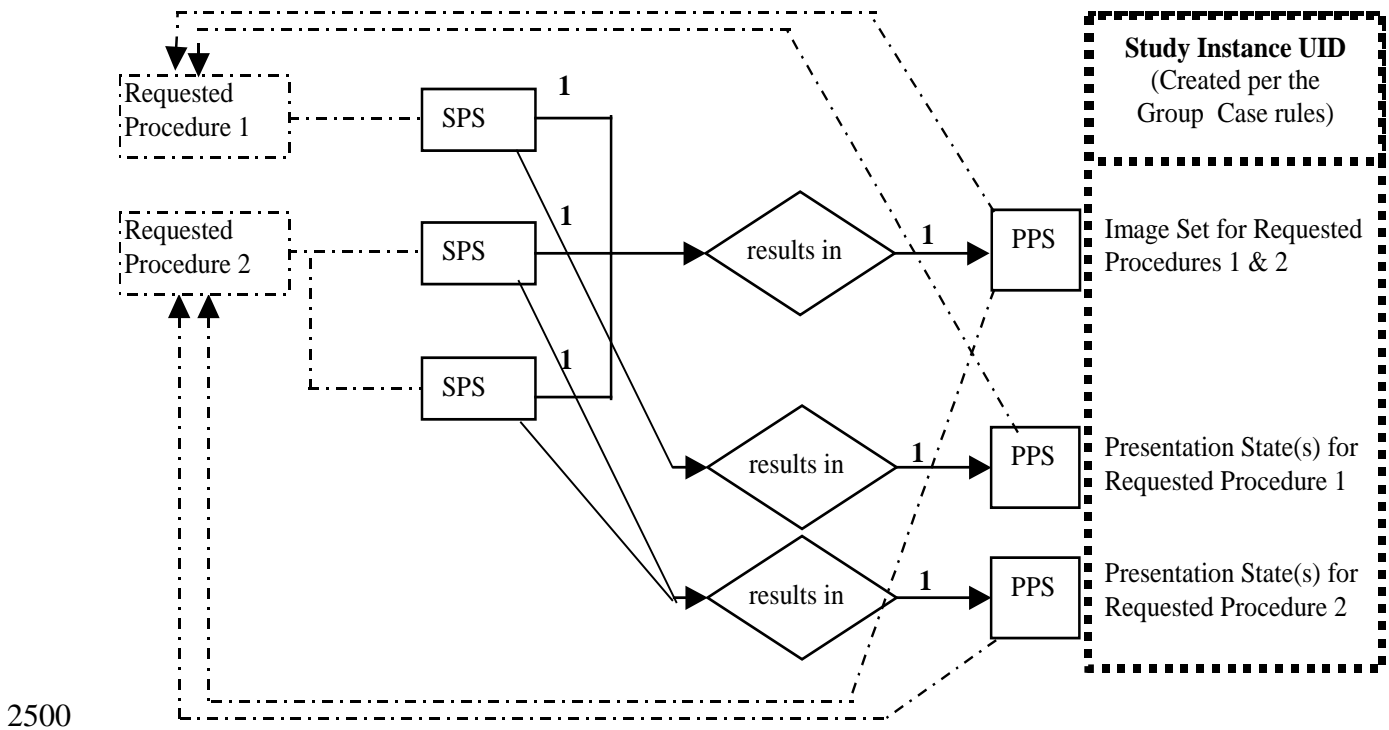 Study Instance UID
(Created per the
Group Case rules)
Requested
Procedure 1
SPS
1
Requested
Procedure 2
SPS
1
results in
1
PPS
Image Set for Requested
Procedures 1 & 2
SPS
1
results in
1
PPS
Presentation State(s) for
Requested Procedure 1
results in
1
PPS
Presentation State(s) for
Requested Procedure 2
2500